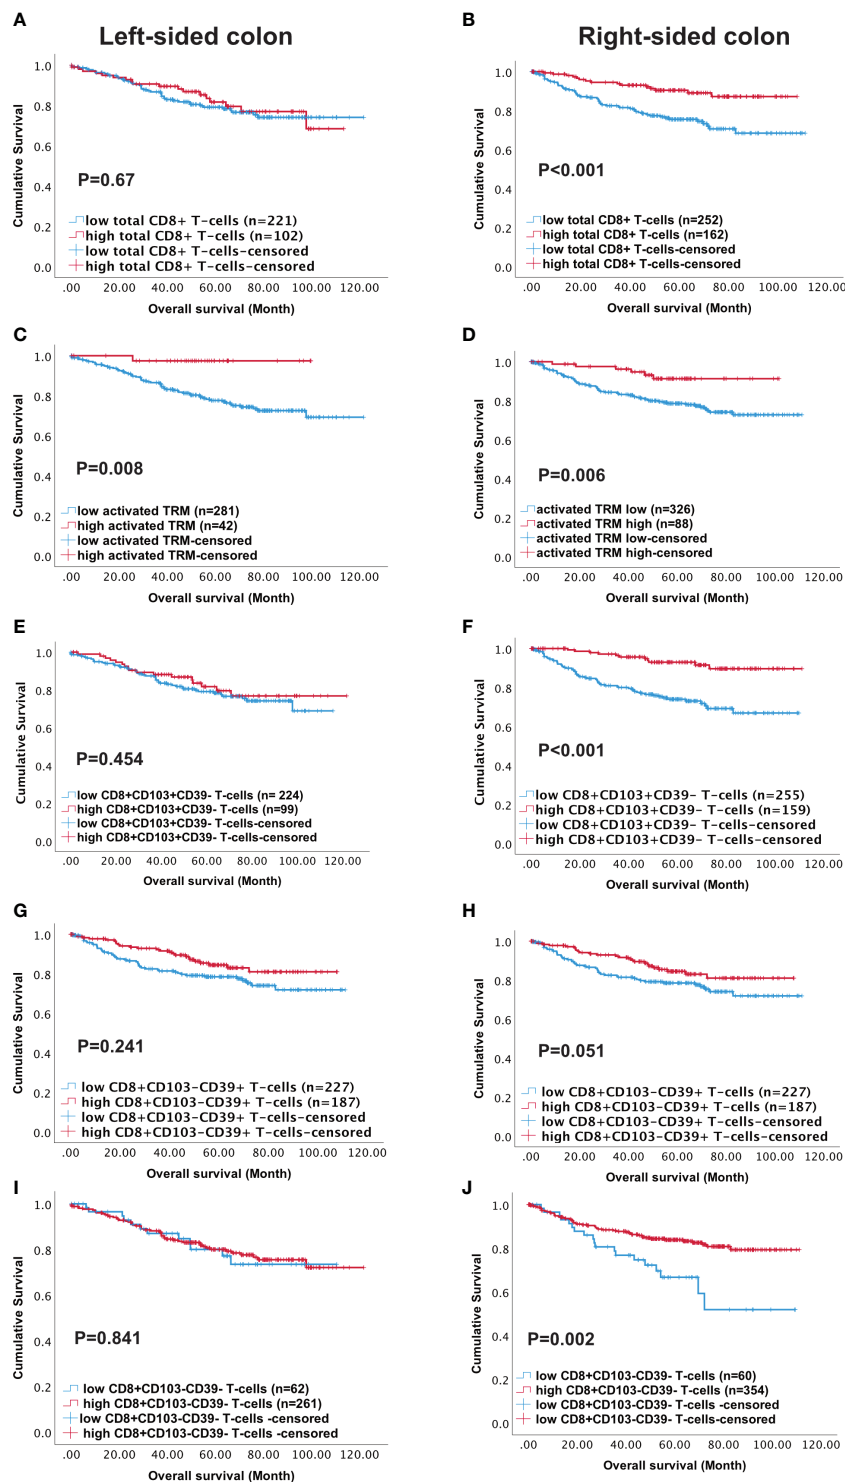 A
Left-sided colon
1.0
0.8
0.6
0.4
0.2
0.0
Cumulative Survival
P=0.67
low total CD8+ T-cells (n=221)
high total CD8+ T-cells (n=102)
low total CD8+ T-cells-censored
high total CD8+ T-cells-censored
.00 20.00 40.00 60.00 80.00 100.00 120.00
Overall survival (Month)
B
Right-sided colon
1.0
0.8
0.6
0.4
0.2
0.0
Cumulative Survival
P<0.001
low total CD8+ T-cells (n=252)
high total CD8+ T-cells (n=162)
low total CD8+ T-cells-censored
high total CD8+ T-cells-censored
.00 20.00 40.00 60.00 80.00 100.00 120.00
Overall survival (Month)
C
1.0
0.8
0.6
0.4
0.2
0.0
Cumulative Survival
P=0.008
low activated TRM (n=281)
high activated TRM (n=42)
low activated TRM-censored
high activated TRM-censored
.00 20.00 40.00 60.00 80.00 100.00 120.00
Overall survival (Month)
D
1.0
0.8
0.6
0.4
0.2
0.0
Cumulative Survival
P=0.006
activated TRM low (n=326)
activated TRM high (n=88)
activated TRM low-censored
activated TRM high-censored
.00 20.00 40.00 60.00 80.00 100.00 120.00
Overall survival (Month)
E
1.0
0.8
0.6
0.4
0.2
0.0
Cumulative Survival
P=0.454
low CD8+CD103+CD39- T-cells (n= 224)
high CD8+CD103+CD39- T-cells (n=99)
low CD8+CD103+CD39- T-cells-censored
high CD8+CD103+CD39- T-cells-censored
.00 20.00 40.00 60.00 80.00 100.00 120.00
Overall survival (Month)
F
1.0
0.8
0.6
0.4
0.2
0.0
Cumulative Survival
P<0.001
low CD8+CD103+CD39- T-cells (n=255)
high CD8+CD103+CD39- T-cells (n=159)
low CD8+CD103+CD39- T-cells-censored
high CD8+CD103+CD39- T-cells-censored
.00 20.00 40.00 60.00 80.00 100.00 120.00
Overall survival (Month)
G
1.0
0.8
0.6
0.4
0.2
0.0
Cumulative Survival
P=0.241
low CD8+CD103-CD39+ T-cells (n=227)
high CD8+CD103-CD39+ T-cells (n=187)
low CD8+CD103-CD39+ T-cells-censored
high CD8+CD103-CD39+ T-cells-censored
.00 20.00 40.00 60.00 80.00 100.00 120.00
Overall survival (Month)
H
1.0
0.8
0.6
0.4
0.2
0.0
Cumulative Survival
P=0.051
low CD8+CD103-CD39+ T-cells (n=227)
high CD8+CD103-CD39+ T-cells (n=187)
low CD8+CD103-CD39+ T-cells-censored
high CD8+CD103-CD39+ T-cells-censored
.00 20.00 40.00 60.00 80.00 100.00 120.00
Overall survival (Month)
I
1.0
0.8
0.6
0.4
0.2
0.0
Cumulative Survival
P=0.841
low CD8+CD103-CD39- T-cells (n=62)
high CD8+CD103-CD39- T-cells (n=261)
low CD8+CD103-CD39- T-cells -censored
high CD8+CD103-CD39- T-cells -censored
.00 20.00 40.00 60.00 80.00 100.00 120.00
Overall survival (Month)
J
1.0
0.8
0.6
0.4
0.2
0.0
Cumulative Survival
P=0.002
low CD8+CD103-CD39- T-cells (n=60)
high CD8+CD103-CD39- T-cells (n=354)
low CD8+CD103-CD39- T-cells -censored
low CD8+CD103-CD39- T-cells-censored
.00 20.00 40.00 60.00 80.00 100.00 120.00
Overall survival (Month)